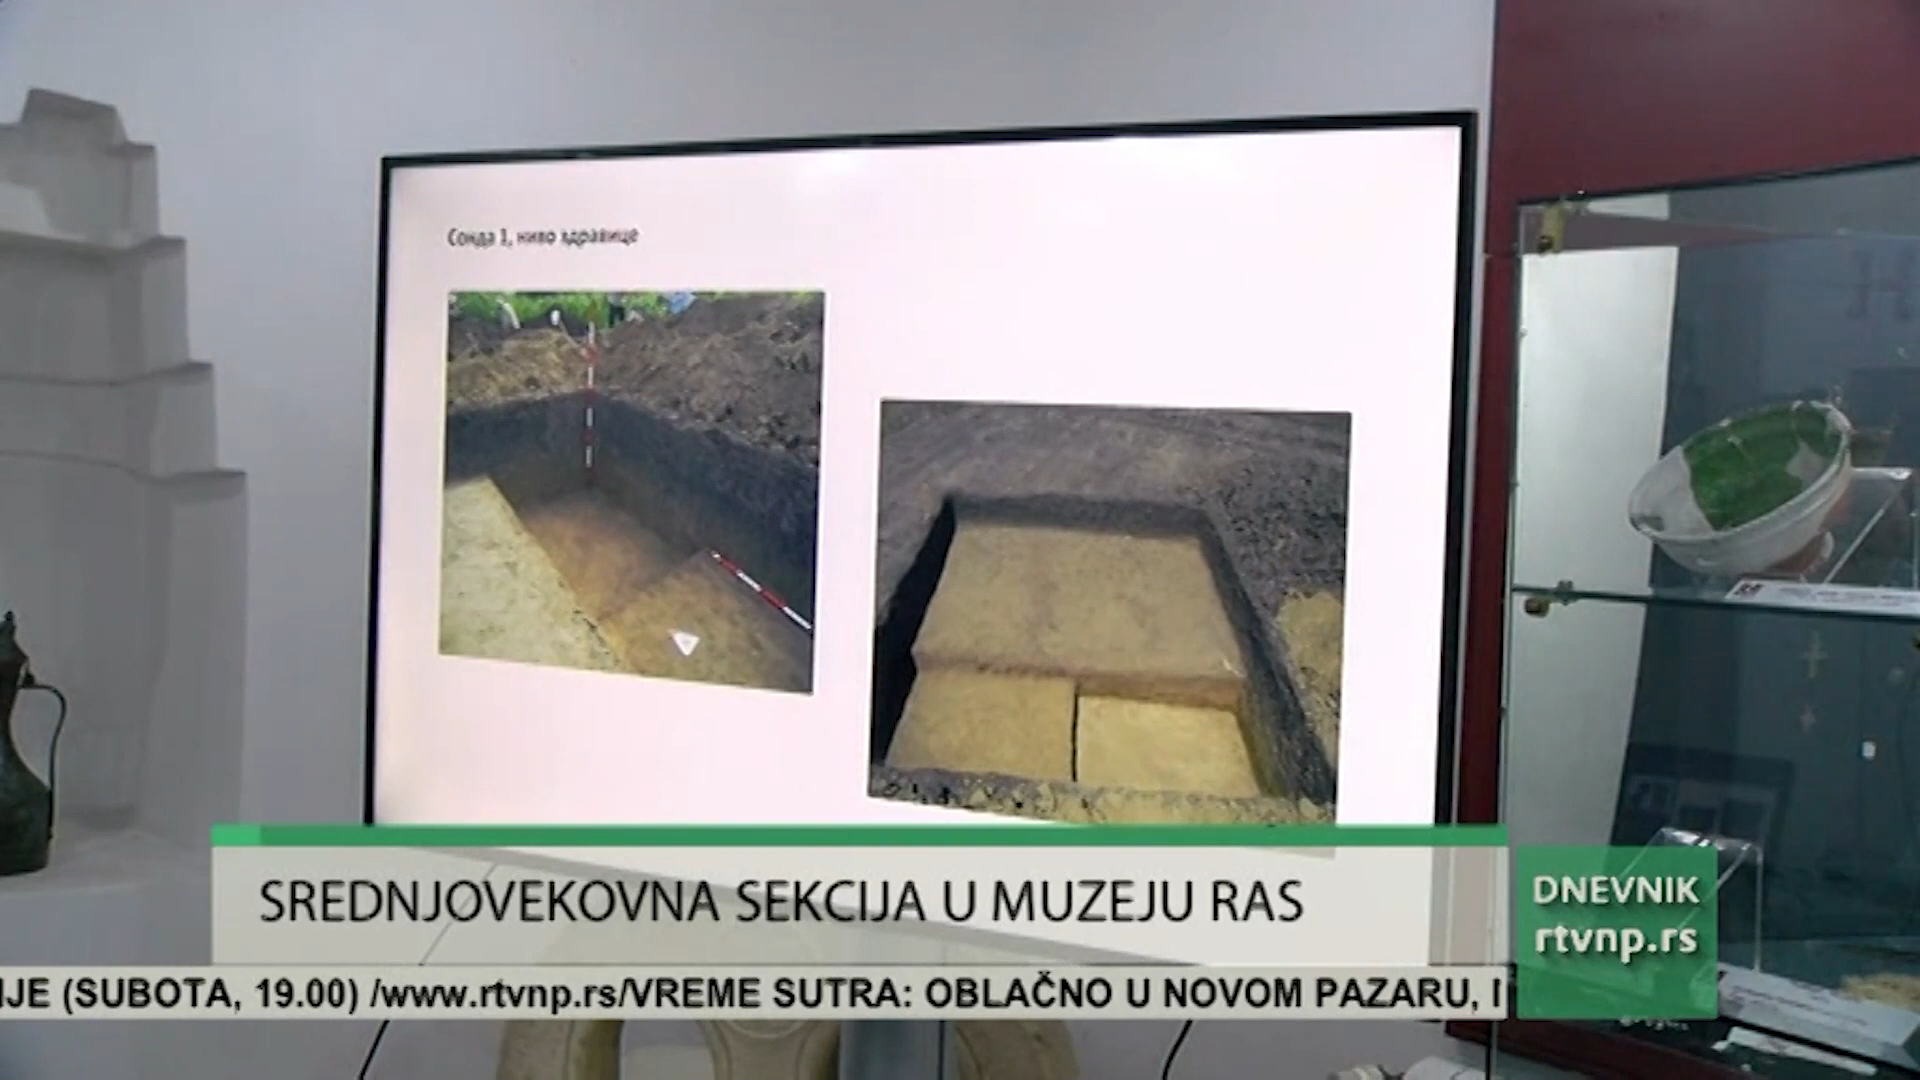 Сонда 1, ниво здравице
SREDNJOVEKOVNA SEKCIJA U MUZEJU RAS
DNEVNIK
rtvnp.rs
IJE (SUBOTA, 19.00) /www.rtvnp.rs/VREME SUTRA: OBLAČNO U NOVOM PAZARU, I